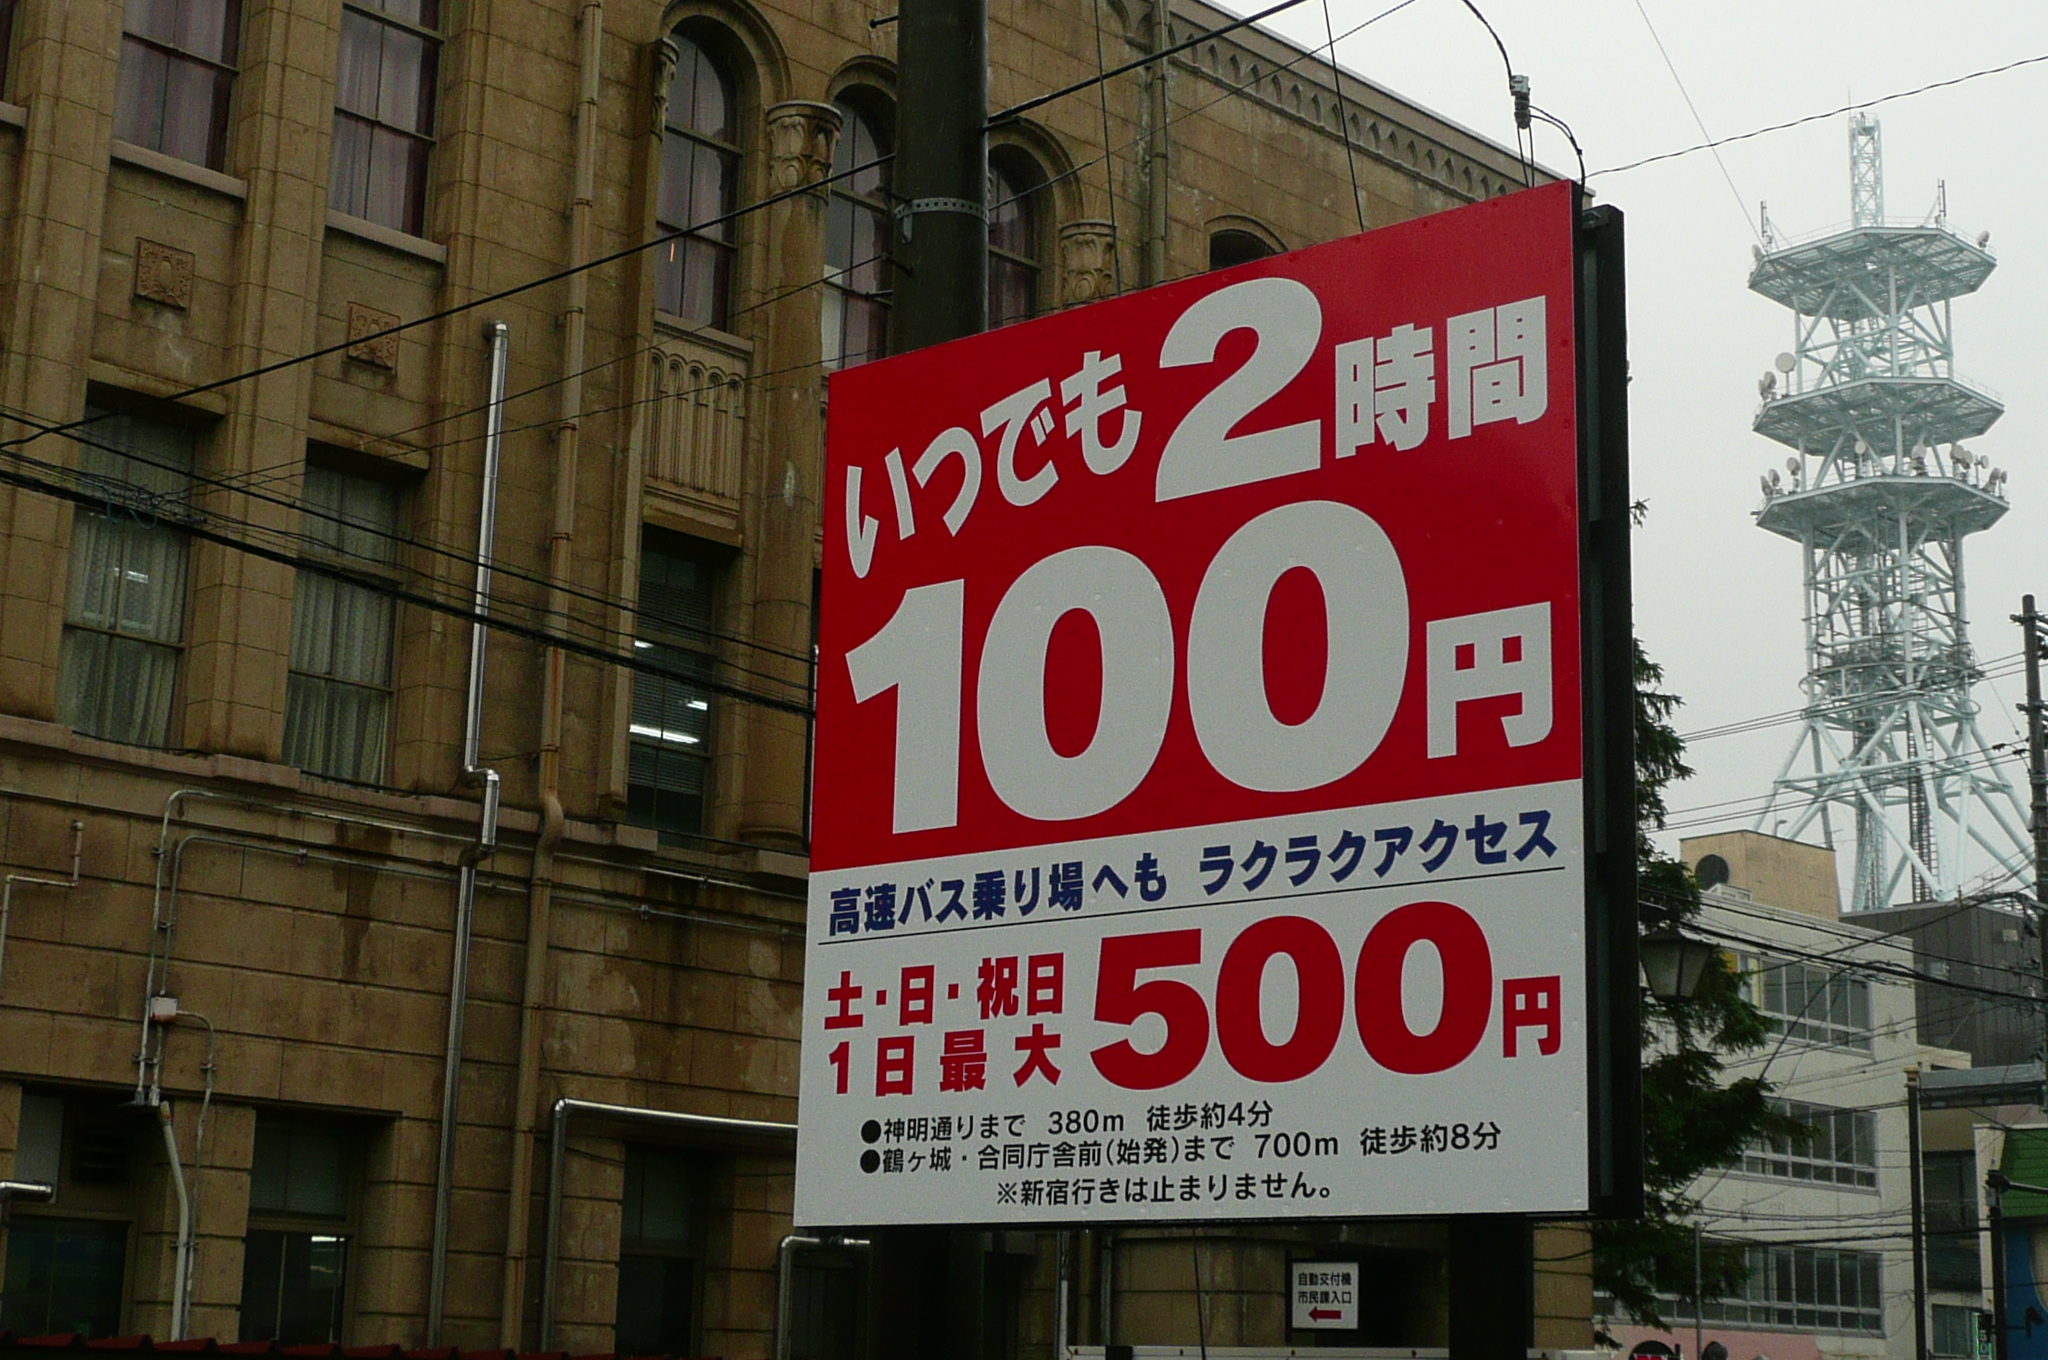 いつでも2時間
100円
高速バス乗り場へも ラクラクアクセス
土・日・祝日
1日最大 500円
●神明通りまで 380m 徒歩約4分
●鶴ヶ城・合同庁舎前(始発)まで 700m 徒歩約8分
※新宿行きは止まりません。
自動交付機
市民課入口